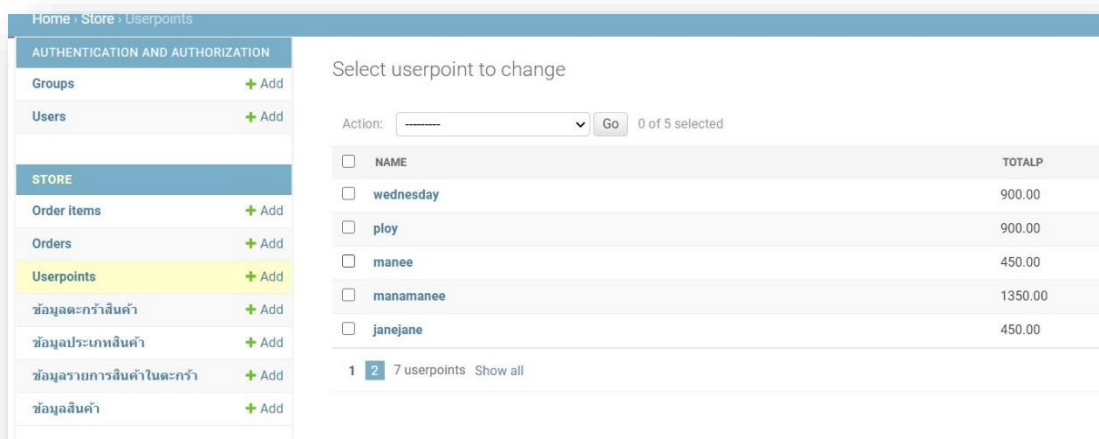 Home › Store › Userpoints
AUTHENTICATION AND AUTHORIZATION
Groups + Add
Users + Add
STORE
Order items + Add
Orders + Add
Userpoints + Add
ข้อมูลตะกร้าสินค้า + Add
ข้อมูลประเภทสินค้า + Add
ข้อมูลรายการสินค้าในตะกร้า + Add
ข้อมูลสินค้า + Add
Select userpoint to change
Action: --------- Go 0 of 5 selected
NAME TOTALP
wednesday 900.00
ploy 900.00
manee 450.00
manamanee 1350.00
janejane 450.00
1 2 7 userpoints Show all